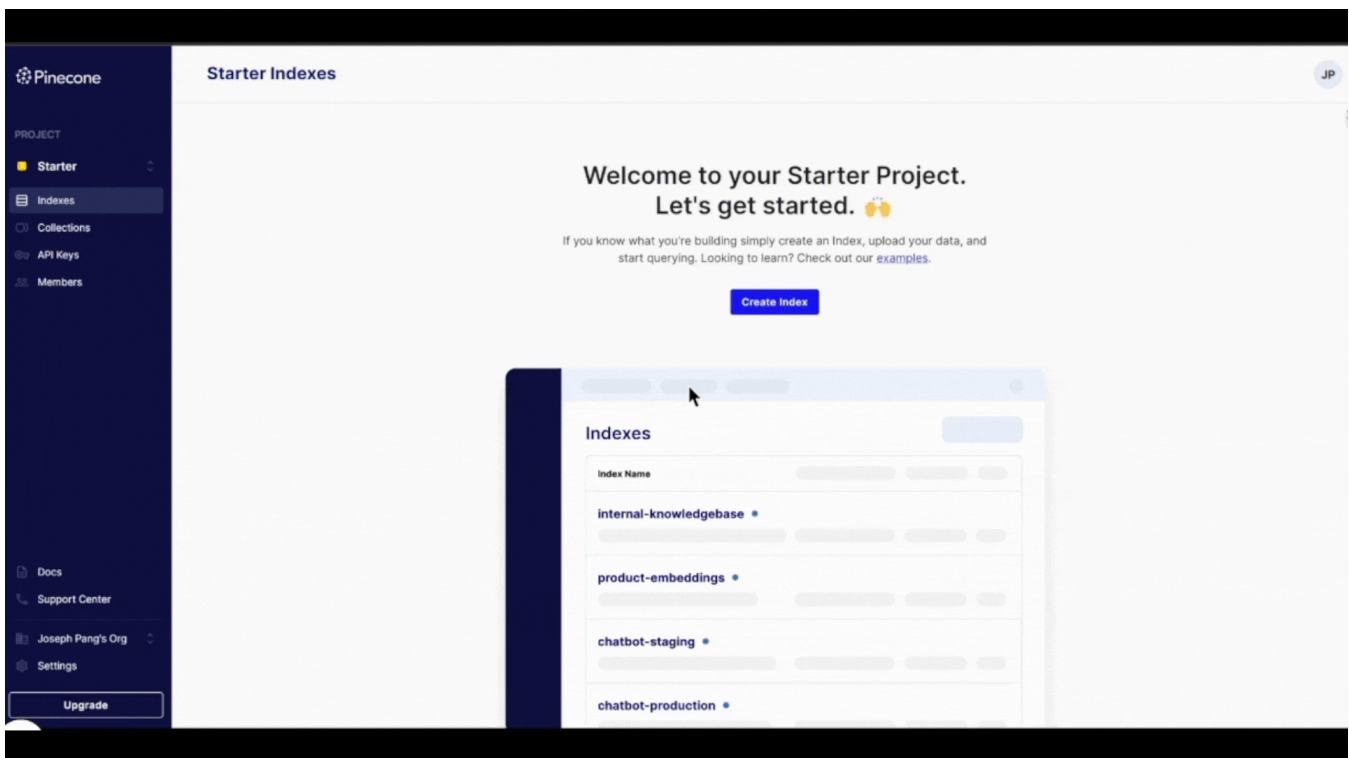 Pinecone
Starter Indexes
JP
PROJECT
Starter
Indexes
Collections
API Keys
Members
Welcome to your Starter Project.
Let's get started. 🙌
If you know what you're building simply create an Index, upload your data, and
start querying. Looking to learn? Check out our examples.
Create Index
Indexes
Index Name
internal-knowledgebase
product-embeddings
chatbot-staging
chatbot-production
Docs
Support Center
Joseph Pang's Org
Settings
Upgrade